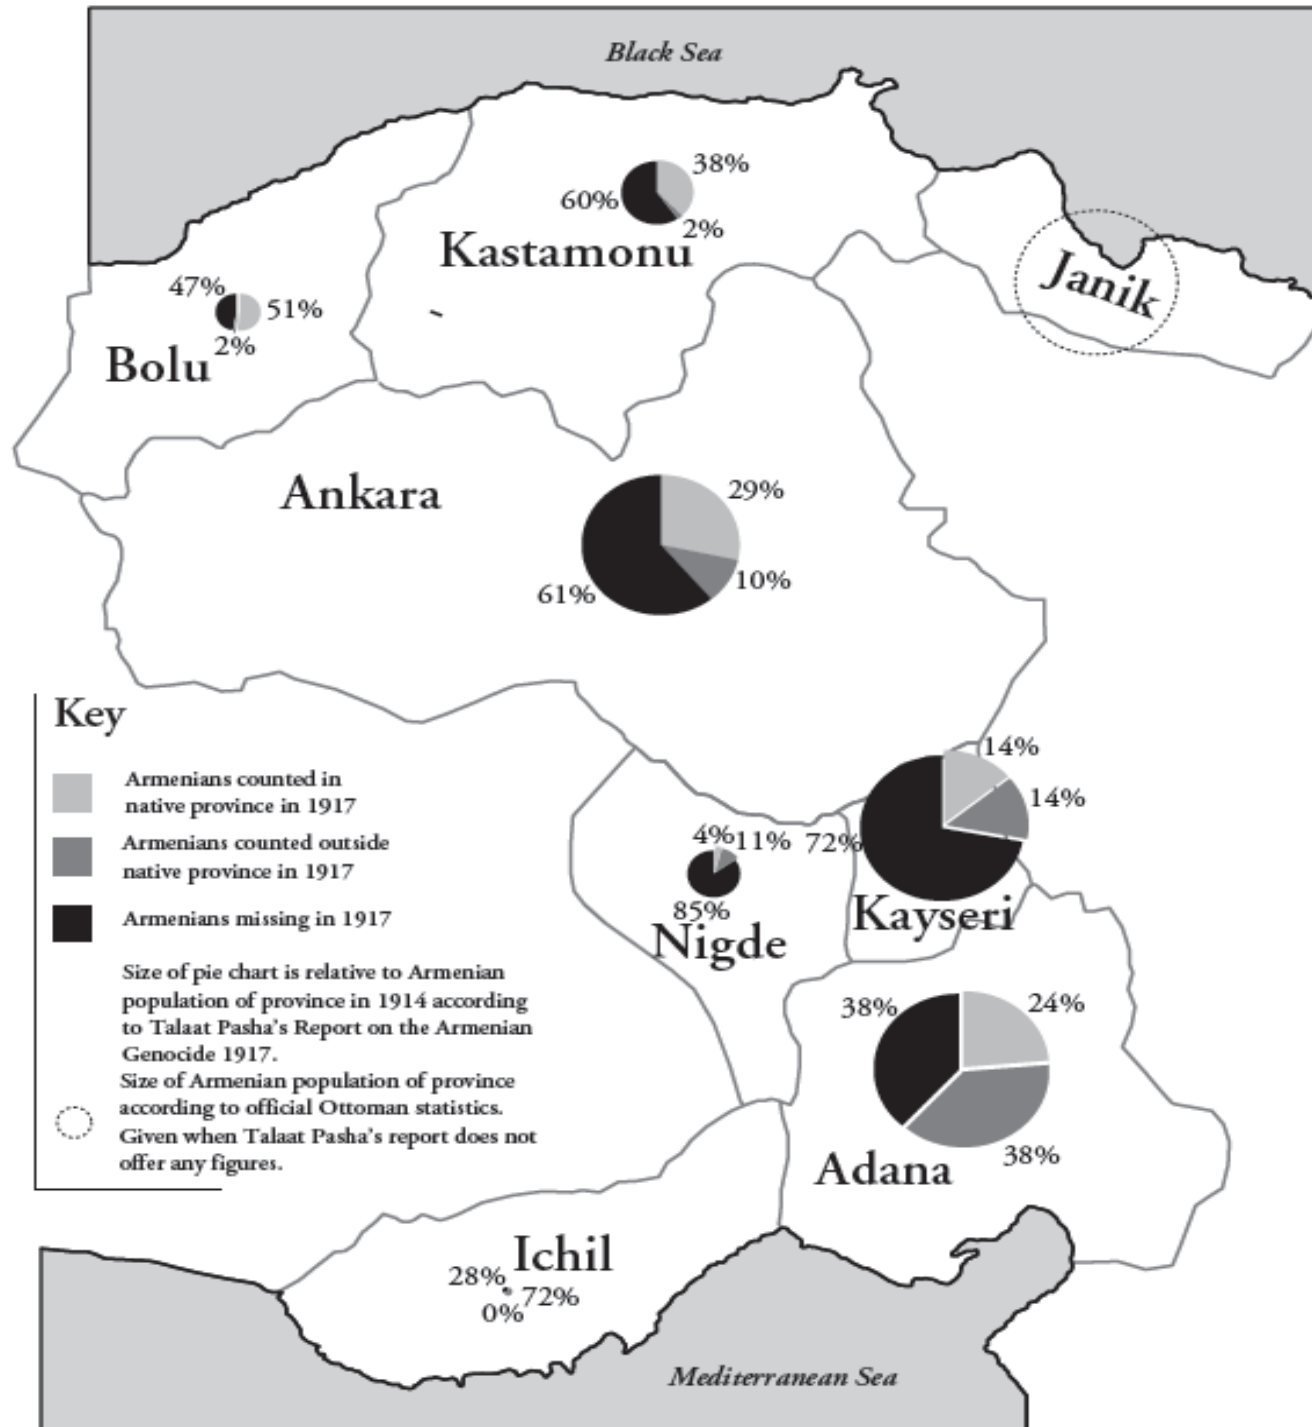 Black Sea
38%
60%
2%
Kastamonu
Janik
47%
51%
2%
Bolu
Ankara
29%
10%
61%
Key
Armenians counted in
native province in 1917
Armenians counted outside
native province in 1917
Armenians missing in 1917
Size of pie chart is relative to Armenian
population of province in 1914 according
to Talaat Pasha's Report on the Armenian
Genocide 1917.
Size of Armenian population of province
according to official Ottoman statistics.
Given when Talaat Pasha's report does not
offer any figures.
14%
14%
72%
Kayseri
4%
11%
85%
Nigde
38%
24%
38%
Adana
Ichil
28%
72%
0%
Mediterranean Sea